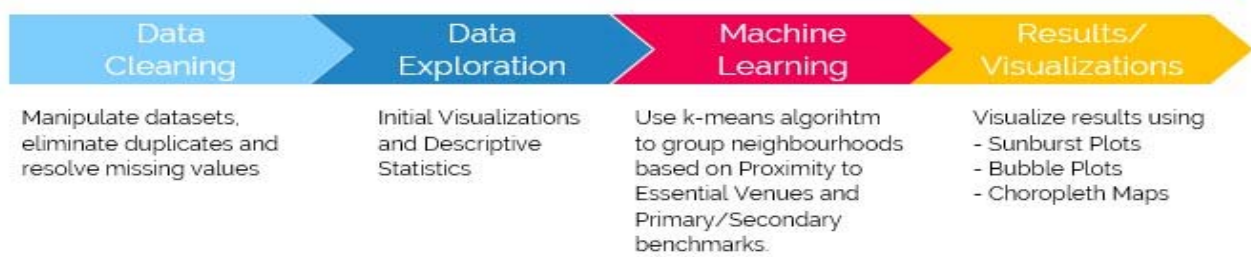 Data
Cleaning
Data
Exploration
Machine
Learning
Results/
Visualizations
Manipulate datasets,
eliminate duplicates and
resolve missing values
Initial Visualizations
and Descriptive
Statistics
Use k-means algorihtm
to group neighbourhoods
based on Proximity to
Essential Venues and
Primary/Secondary
benchmarks.
Visualize results using
- Sunburst Plots
- Bubble Plots
- Choropleth Maps